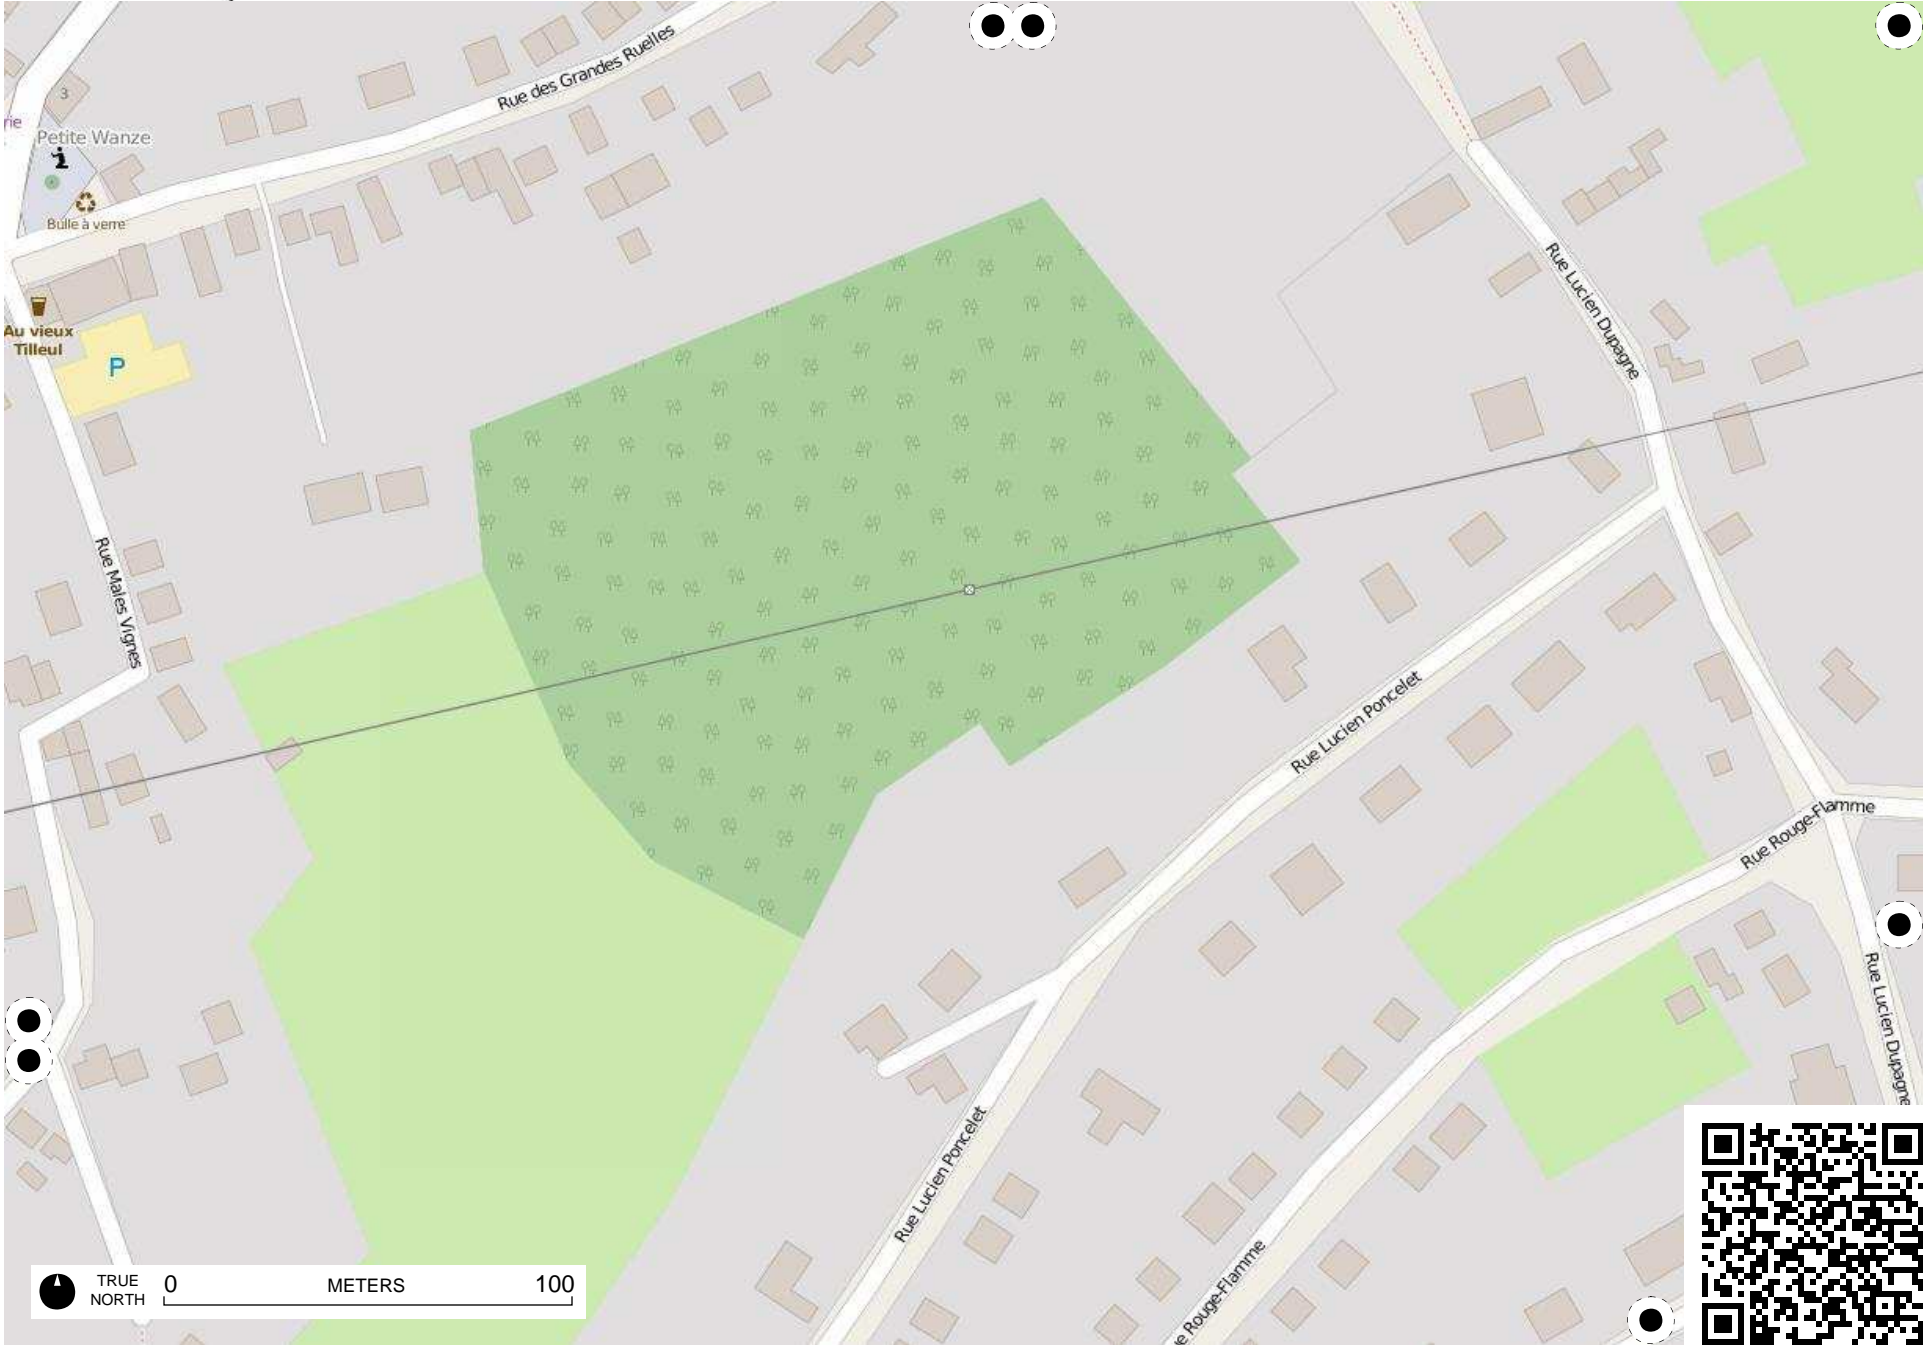 Rue des Grandes Ruelles
3
rie
Petite Wanze
Bulle à verre
Au vieux
Tilleul
P
Rue Males Vignes
Rue Lucien Dupagne
Rue Lucien Poncelet
Rue Rouge-Flamme
Rue Lucien Dupagne
Rue Lucien Poncelet
e Rouge-Flamme
TRUE
NORTH
0 METERS 100